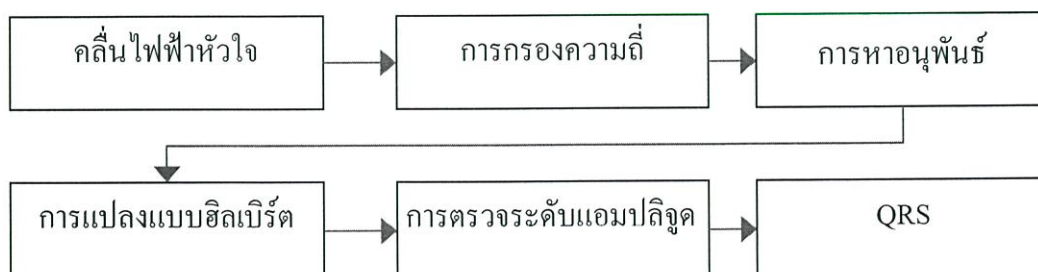 คลื่นไฟฟ้าหัวใจ
การกรองความถี่
การหาอนุพันธ์
การแปลงแบบฮิลเบิร์ต
การตรวจระดับแอมปลิจูด
QRS